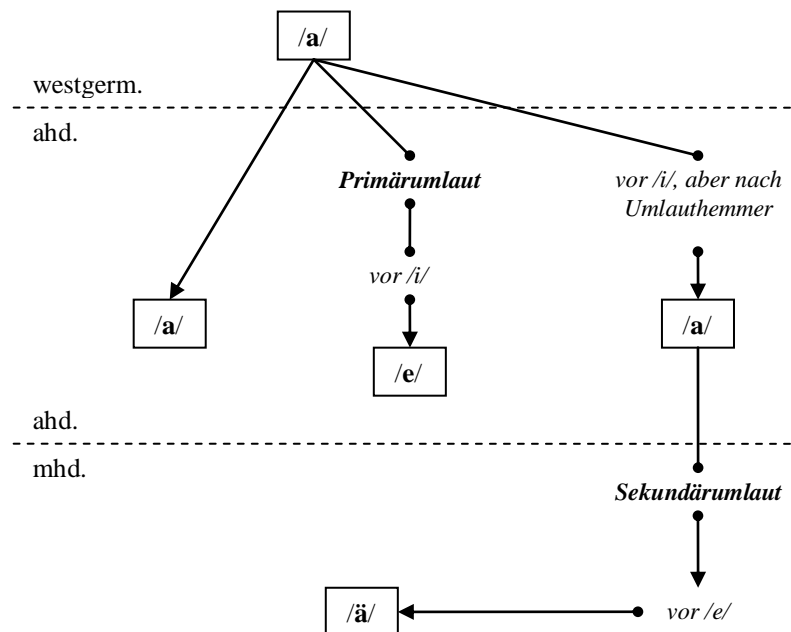 /a/
westgerm.
ahd.
Primärumlaut
vor /i/, aber nach
Umlauthemmer
vor /i/
/a/
/a/
/e/
ahd.
mhd.
Sekundärumlaut
/ä/
vor /e/